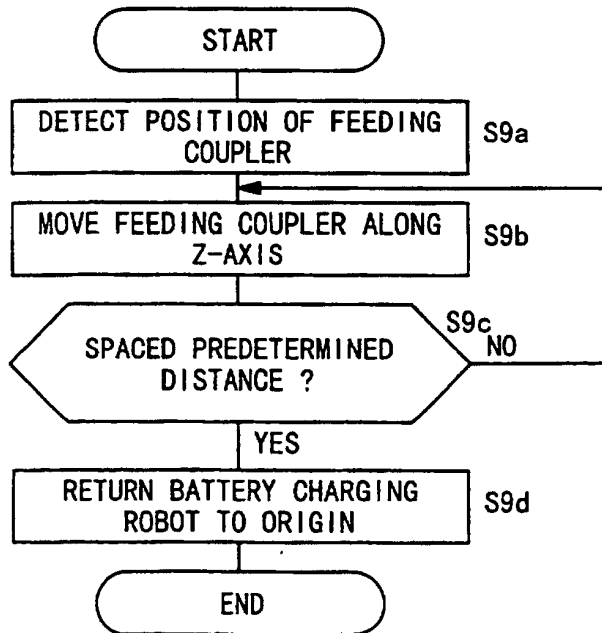 START
DETECT POSITION OF FEEDING
COUPLER
S9a
MOVE FEEDING COUPLER ALONG
Z-AXIS
S9b
SPACED PREDETERMINED
DISTANCE ?
S9c
NO
YES
RETURN BATTERY CHARGING
ROBOT TO ORIGIN
S9d
END